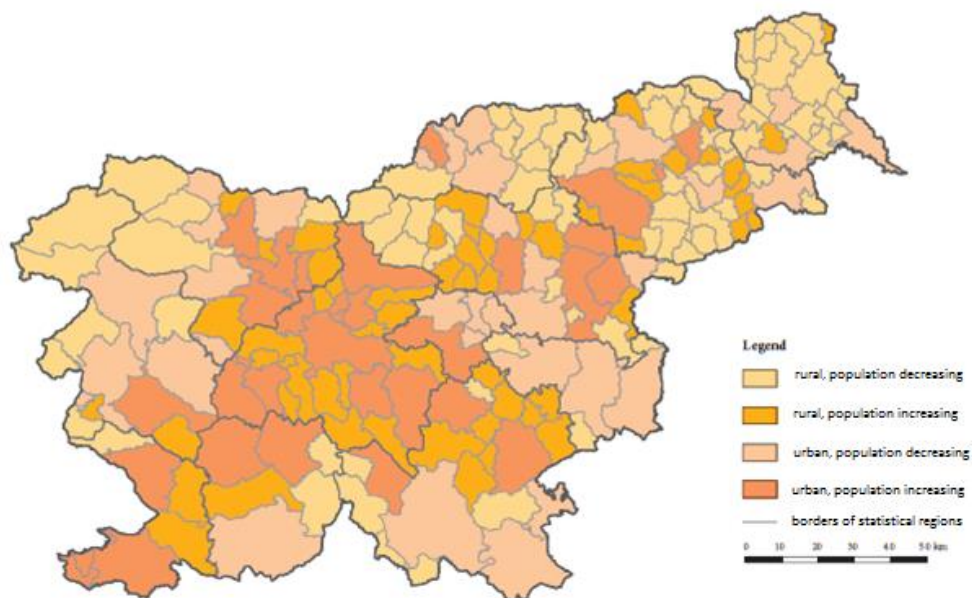 Legend
rural, population decreasing
rural, population increasing
urban, population decreasing
urban, population increasing
borders of statistical regions
0 10 20 30 40 50 km